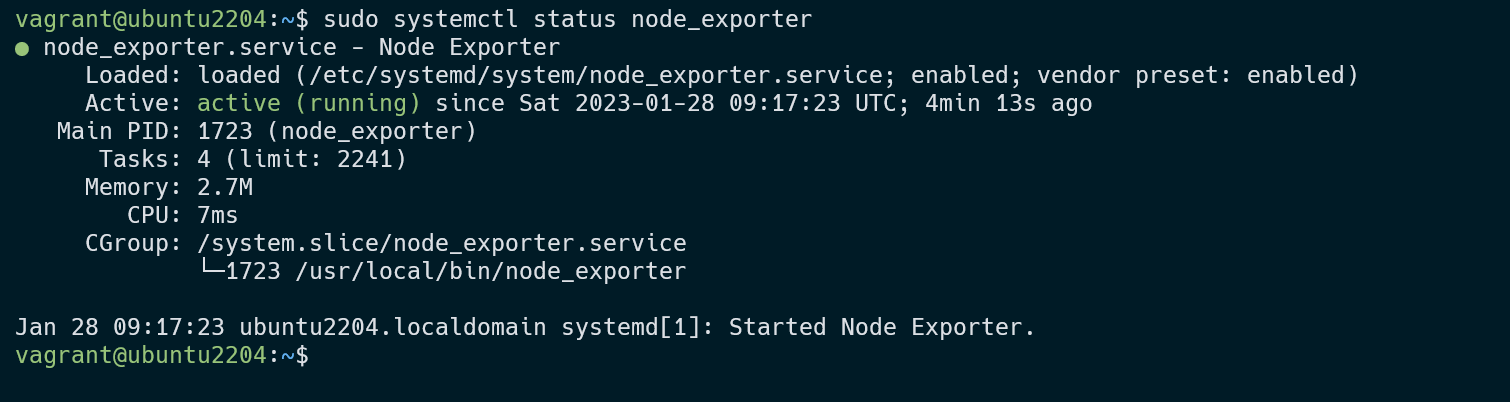 vagrant@ubuntu2204:~$ sudo systemctl status node_exporter
● node_exporter.service - Node Exporter
     Loaded: loaded (/etc/systemd/system/node_exporter.service; enabled; vendor preset: enabled)
     Active: active (running) since Sat 2023-01-28 09:17:23 UTC; 4min 13s ago
   Main PID: 1723 (node_exporter)
      Tasks: 4 (limit: 2241)
     Memory: 2.7M
        CPU: 7ms
     CGroup: /system.slice/node_exporter.service
             └─1723 /usr/local/bin/node_exporter

Jan 28 09:17:23 ubuntu2204.localdomain systemd[1]: Started Node Exporter.
vagrant@ubuntu2204:~$